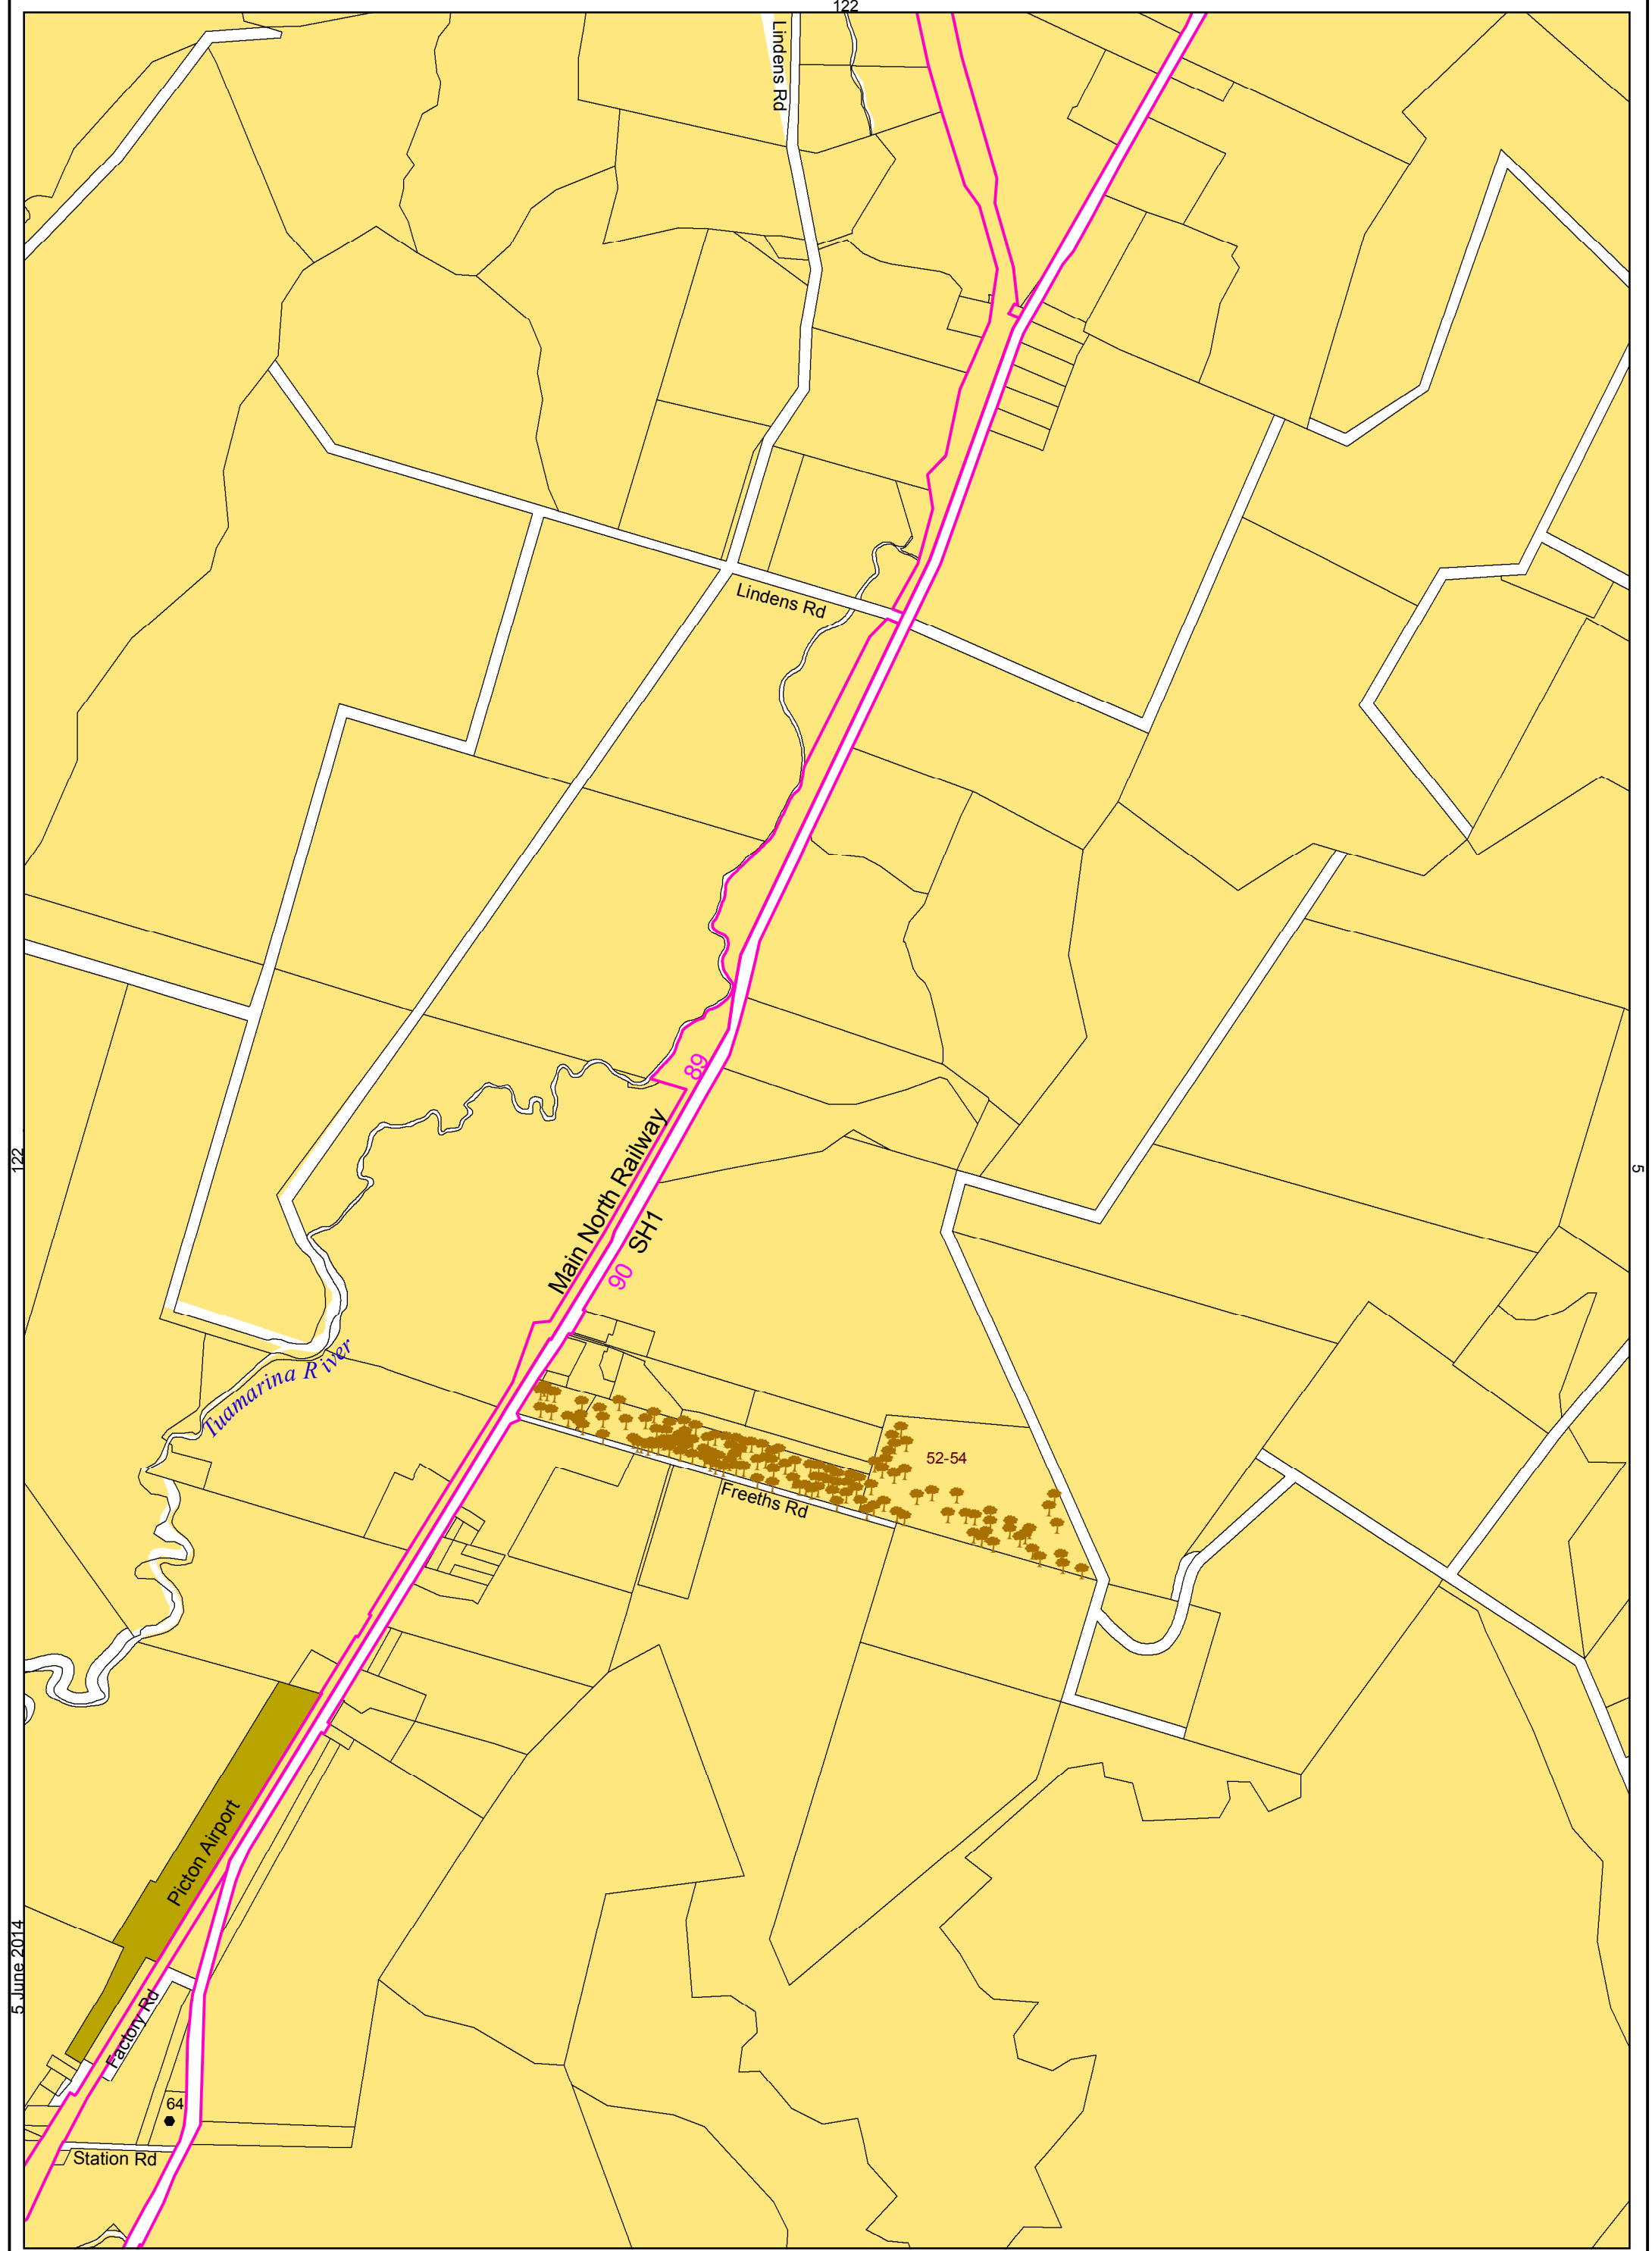 122
Lindens Rd
Lindens Rd
89
Main North Railway
122
5
SH1
90
Tuamarina River
52-54
Freeths Rd
Picton Airport
5 June 2014
Factory Rd
64
Station Rd